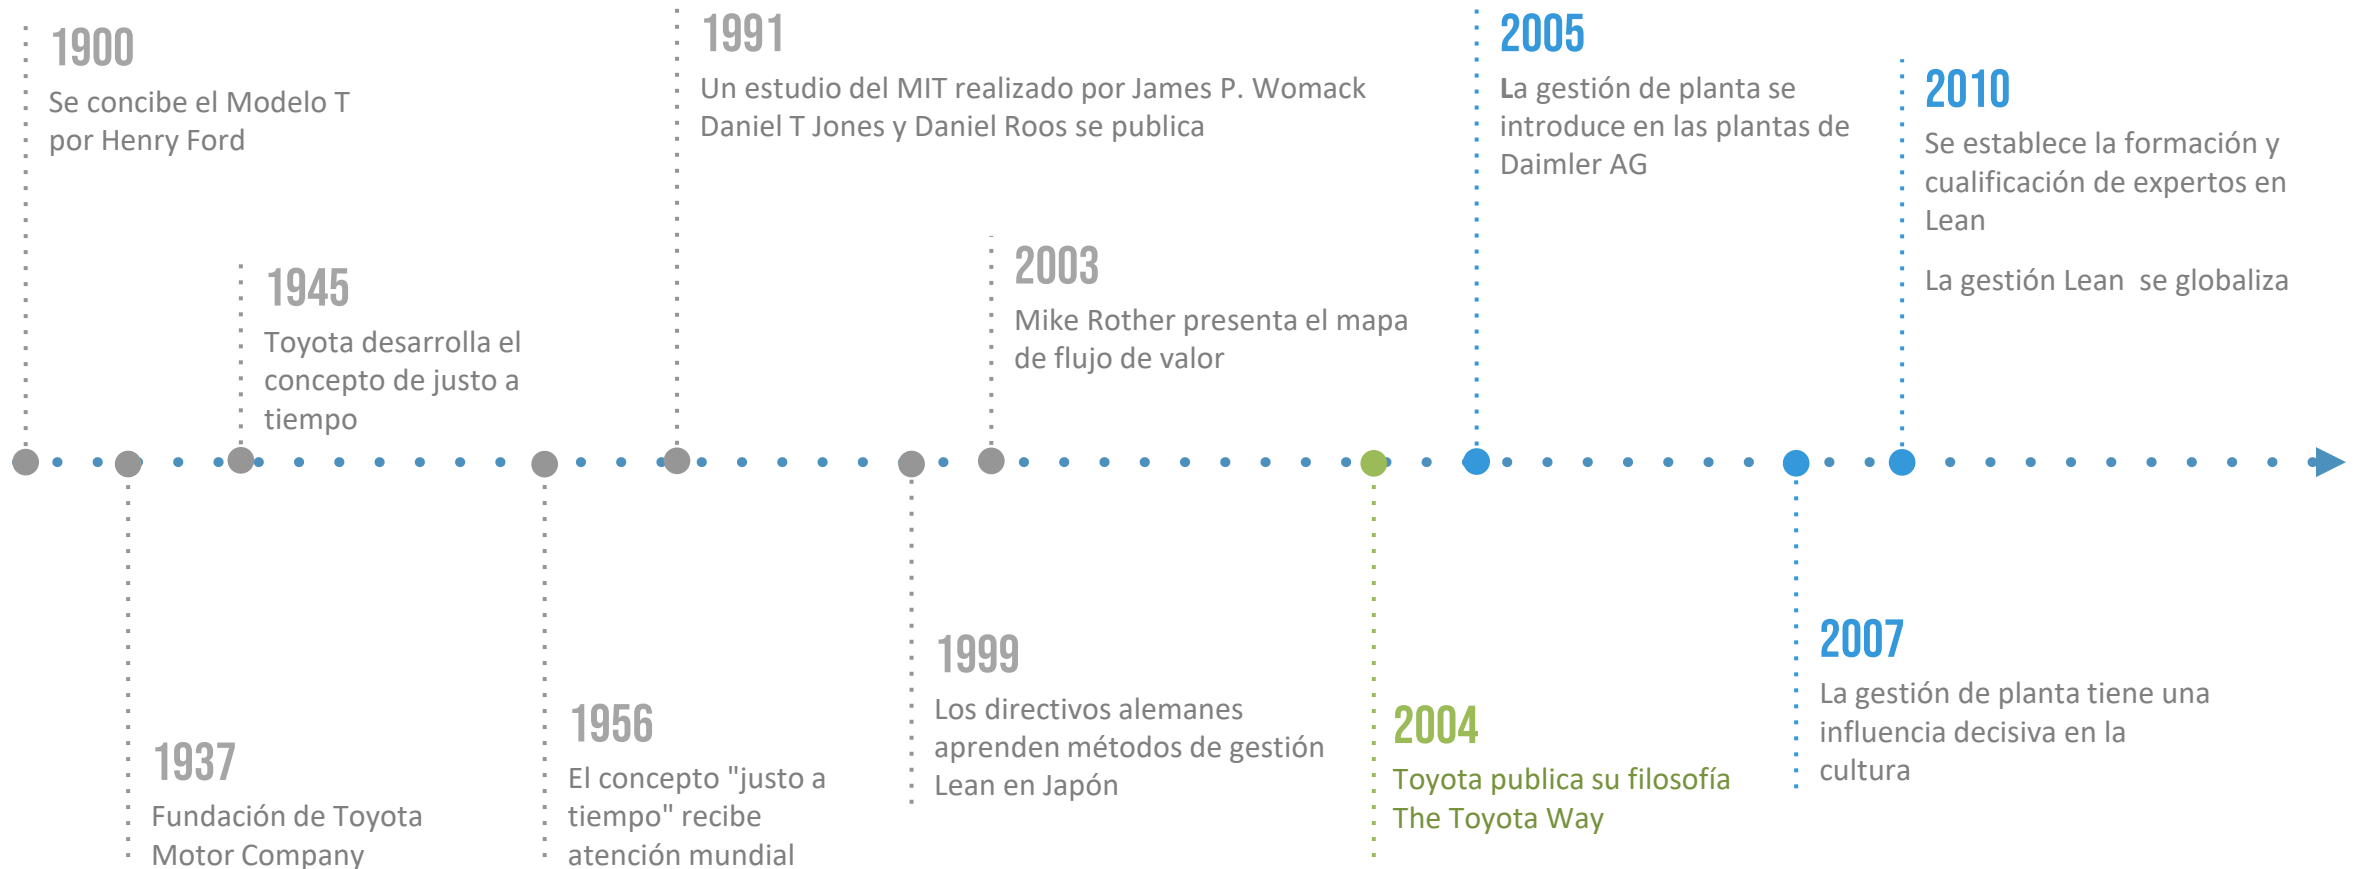 1900
Se concibe el Modelo T
por Henry Ford
1937
Fundación de Toyota
Motor Company
1945
Toyota desarrolla el
concepto de justo a
tiempo
1956
El concepto "justo a
tiempo" recibe
atención mundial
1991
Un estudio del MIT realizado por James P. Womack
Daniel T Jones y Daniel Roos se publica
1999
Los directivos alemanes
aprenden métodos de gestión
Lean en Japón
2003
Mike Rother presenta el mapa
de flujo de valor
2004
Toyota publica su filosofía
The Toyota Way
2005
La gestión de planta se
introduce en las plantas de
Daimler AG
2007
La gestión de planta tiene una
influencia decisiva en la
cultura
2010
Se establece la formación y
cualificación de expertos en
Lean
La gestión Lean  se globaliza